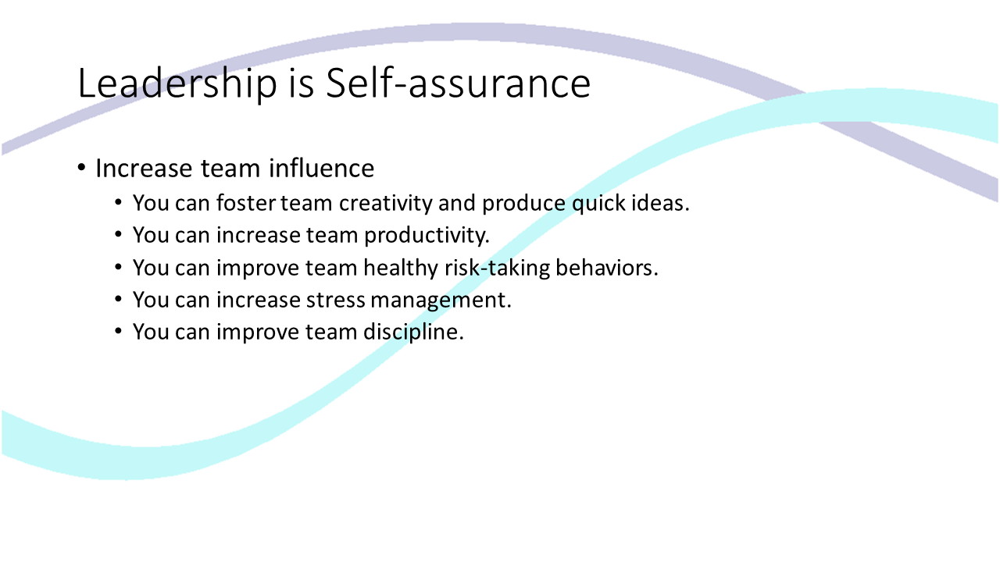 Leadership is Self-assurance
• Increase team influence
• You can foster team creativity and produce quick ideas.
• You can increase team productivity.
• You can improve team healthy risk-taking behaviors.
• You can increase stress management.
• You can improve team discipline.